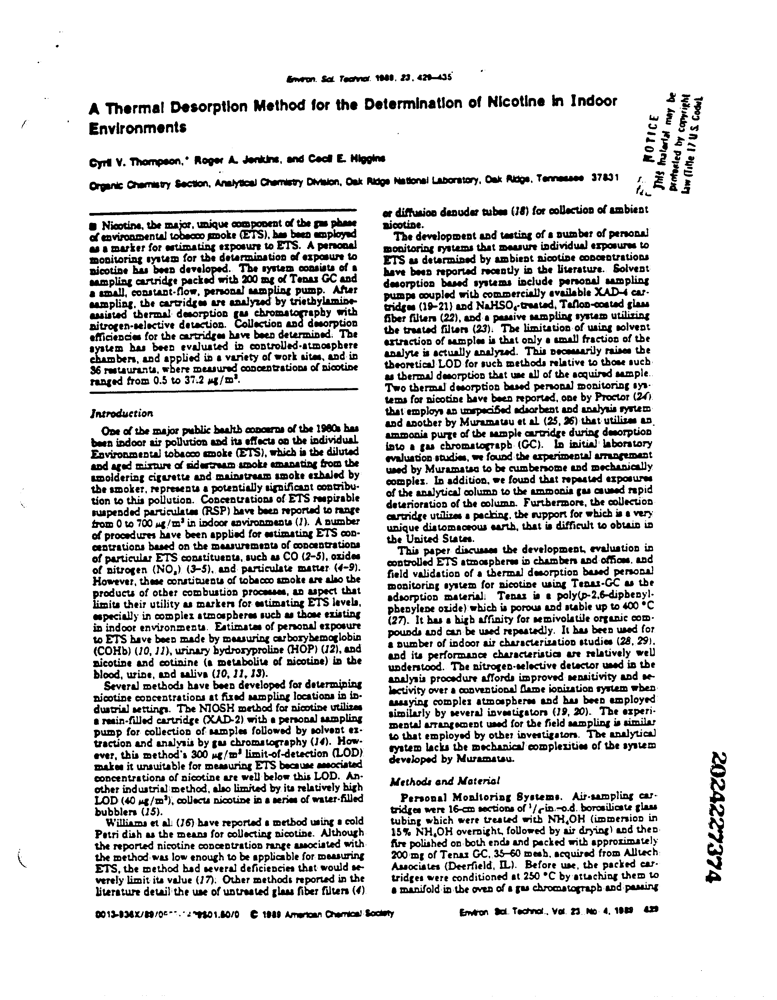 Environ. Sci. Technol. 1989, 23, 429–435
A Thermal Desorption Method for the Determination of Nicotine in Indoor
Environments
Cyril V. Thompson,* Roger A. Jenkins, and Cecil E. Higgins
Organic Chemistry Section, Analytical Chemistry Division, Oak Ridge National Laboratory, Oak Ridge, Tennessee 37831
NOTICE
This material may be
protected by copyright
law (Title 17 U.S. Code).
■ Nicotine, the major, unique component of the gas phase
of environmental tobacco smoke (ETS), has been employed
as a marker for estimating exposure to ETS. A personal
monitoring system for the determination of exposure to
nicotine has been developed. The system consists of a
sampling cartridge packed with 200 mg of Tenax GC and
a small, constant-flow, personal sampling pump. After
sampling, the cartridges are analyzed by triethylamine-
assisted thermal desorption gas chromatography with
nitrogen-selective detection. Collection and desorption
efficiencies for the cartridges have been determined. The
system has been evaluated in controlled-atmosphere
chambers, and applied in a variety of work sites, and in
36 restaurants, where measured concentrations of nicotine
ranged from 0.5 to 37.2 μg/m³.
Introduction
One of the major public health concerns of the 1980s has
been indoor air pollution and its effects on the individual.
Environmental tobacco smoke (ETS), which is the diluted
and aged mixture of sidestream smoke emanating from the
smoldering cigarette and mainstream smoke exhaled by
the smoker, represents a potentially significant contribu-
tion to this pollution. Concentrations of ETS respirable
suspended particulates (RSP) have been reported to range
from 0 to 700 μg/m³ in indoor environments (1). A number
of procedures have been applied for estimating ETS con-
centrations based on the measurements of concentrations
of particular ETS constituents, such as CO (2–5), oxides
of nitrogen (NOₓ) (3–5), and particulate matter (4–9).
However, these constituents of tobacco smoke are also the
products of other combustion processes, an aspect that
limits their utility as markers for estimating ETS levels,
especially in complex atmospheres such as those existing
in indoor environments. Estimates of personal exposure
to ETS have been made by measuring carboxyhemoglobin
(COHb) (10, 11), urinary hydroxyproline (HOP) (12), and
nicotine and cotinine (a metabolite of nicotine) in the
blood, urine, and saliva (10, 11, 13).
Several methods have been developed for determining
nicotine concentrations at fixed sampling locations in in-
dustrial settings. The NIOSH method for nicotine utilizes
a resin-filled cartridge (XAD-2) with a personal sampling
pump for collection of samples followed by solvent ex-
traction and analysis by gas chromatography (14). How-
ever, this method's 300 μg/m³ limit-of-detection (LOD)
makes it unsuitable for measuring ETS because associated
concentrations of nicotine are well below this LOD. An-
other industrial method, also limited by its relatively high
LOD (40 μg/m³), collects nicotine in a series of water-filled
bubblers (15).
Williams et al. (16) have reported a method using a cold
Petri dish as the means for collecting nicotine. Although
the reported nicotine concentration range associated with
the method was low enough to be applicable for measuring
ETS, the method had several deficiencies that would se-
verely limit its value (17). Other methods reported in the
literature detail the use of untreated glass fiber filters (4)
or diffusion denuder tubes (18) for collection of ambient
nicotine.
The development and testing of a number of personal
monitoring systems that measure individual exposures to
ETS as determined by ambient nicotine concentrations
have been reported recently in the literature. Solvent
desorption based systems include personal sampling
pumps coupled with commercially available XAD-4 car-
tridges (19–21) and NaHSO₄-treated, Teflon-coated glass
fiber filters (22), and a passive sampling system utilizing
the treated filters (23). The limitation of using solvent
extraction of samples is that only a small fraction of the
analyte is actually analyzed. This necessarily raises the
theoretical LOD for such methods relative to those such
as thermal desorption that use all of the acquired sample.
Two thermal desorption based personal monitoring sys-
tems for nicotine have been reported, one by Proctor (24)
that employs an unspecified adsorbent and analysis system
and another by Muramatsu et al. (25, 26) that utilizes an
ammonia purge of the sample cartridge during desorption
into a gas chromatograph (GC). In initial laboratory
evaluation studies, we found the experimental arrangement
used by Muramatsu to be cumbersome and mechanically
complex. In addition, we found that repeated exposures
of the analytical column to the ammonia gas caused rapid
deterioration of the column. Furthermore, the collection
cartridge utilizes a packing, the support for which is a very
unique diatomaceous earth, that is difficult to obtain in
the United States.
This paper discusses the development, evaluation in
controlled ETS atmospheres in chambers and offices, and
field validation of a thermal desorption based personal
monitoring system for nicotine using Tenax-GC as the
adsorption material. Tenax is a poly(p-2,6-diphenyl-
phenylene oxide) which is porous and stable up to 400 °C
(27). It has a high affinity for semivolatile organic com-
pounds and can be used repeatedly. It has been used for
a number of indoor air characterization studies (28, 29),
and its performance characteristics are relatively well
understood. The nitrogen-selective detector used in the
analysis procedure affords improved sensitivity and se-
lectivity over a conventional flame ionization system when
assaying complex atmospheres and has been employed
similarly by several investigators (19, 20). The experi-
mental arrangement used for the field sampling is similar
to that employed by other investigators. The analytical
system lacks the mechanical complexities of the system
developed by Muramatsu.
Methods and Material
Personal Monitoring Systems. Air-sampling car-
tridges were 16-cm sections of ¹/₄-in.-o.d. borosilicate glass
tubing which were treated with NH₄OH (immersion in
15% NH₄OH overnight, followed by air drying) and then
fire polished on both ends and packed with approximately
200 mg of Tenax GC, 35–60 mesh, acquired from Alltech
Associates (Deerfield, IL). Before use, the packed car-
tridges were conditioned at 250 °C by attaching them to
a manifold in the oven of a gas chromatograph and passing
2024227374
0013-936X/89/0 $01.50/0 © 1989 American Chemical Society
Environ. Sci. Technol., Vol. 23, No. 4, 1989 429